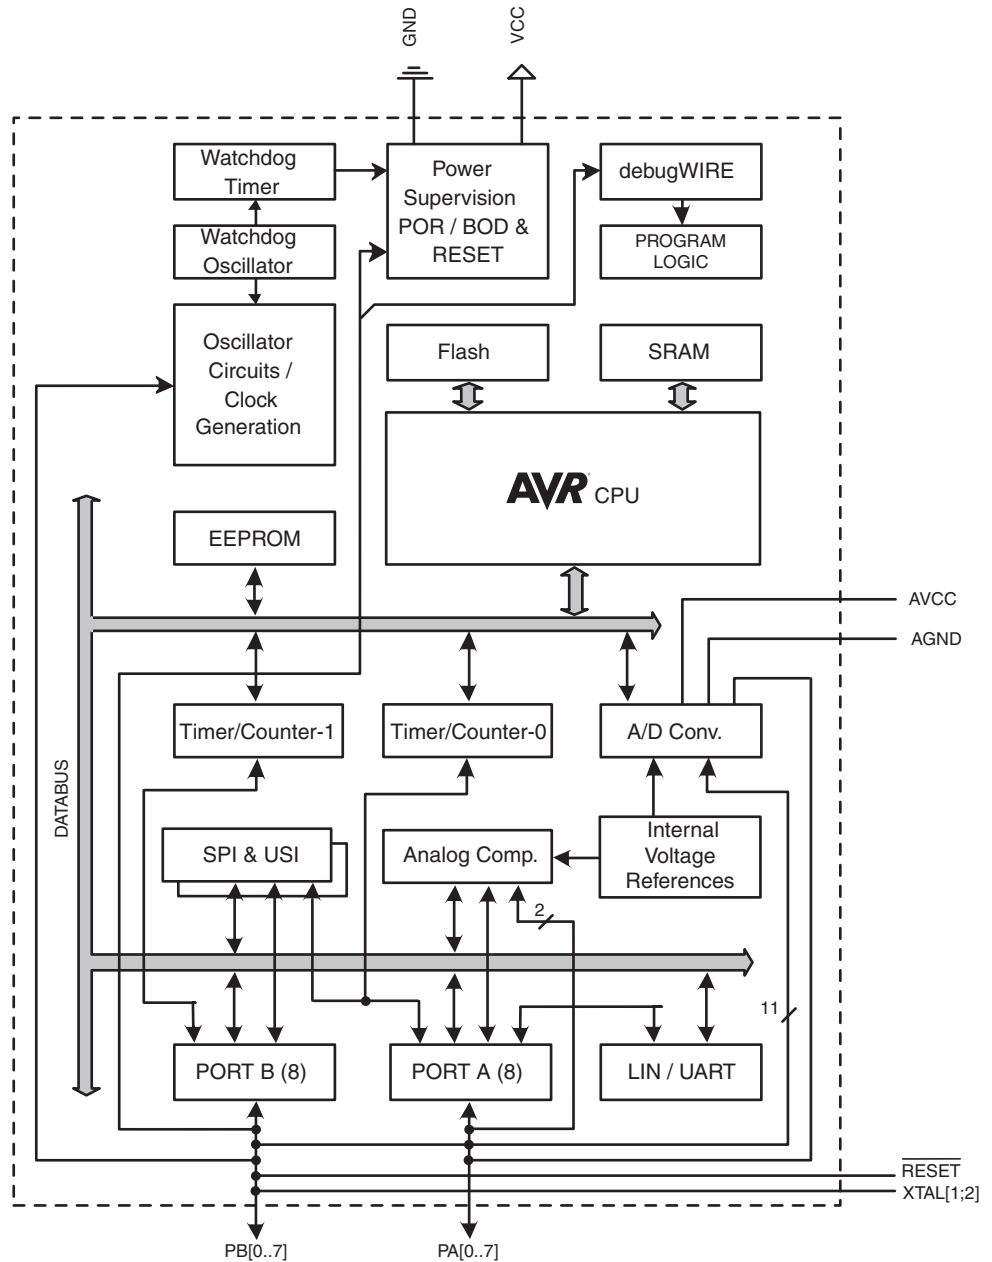 GND
VCC
Watchdog
Timer
Power
Supervision
POR / BOD &
RESET
debugWIRE
Watchdog
Oscillator
PROGRAM
LOGIC
Oscillator
Circuits /
Clock
Generation
Flash
SRAM
AVR® CPU
EEPROM
AVCC
AGND
Timer/Counter-1
Timer/Counter-0
A/D Conv.
DATABUS
SPI & USI
Analog Comp.
Internal
Voltage
References
2
11
PORT B (8)
PORT A (8)
LIN / UART
RESET
XTAL[1;2]
PB[0..7]
PA[0..7]